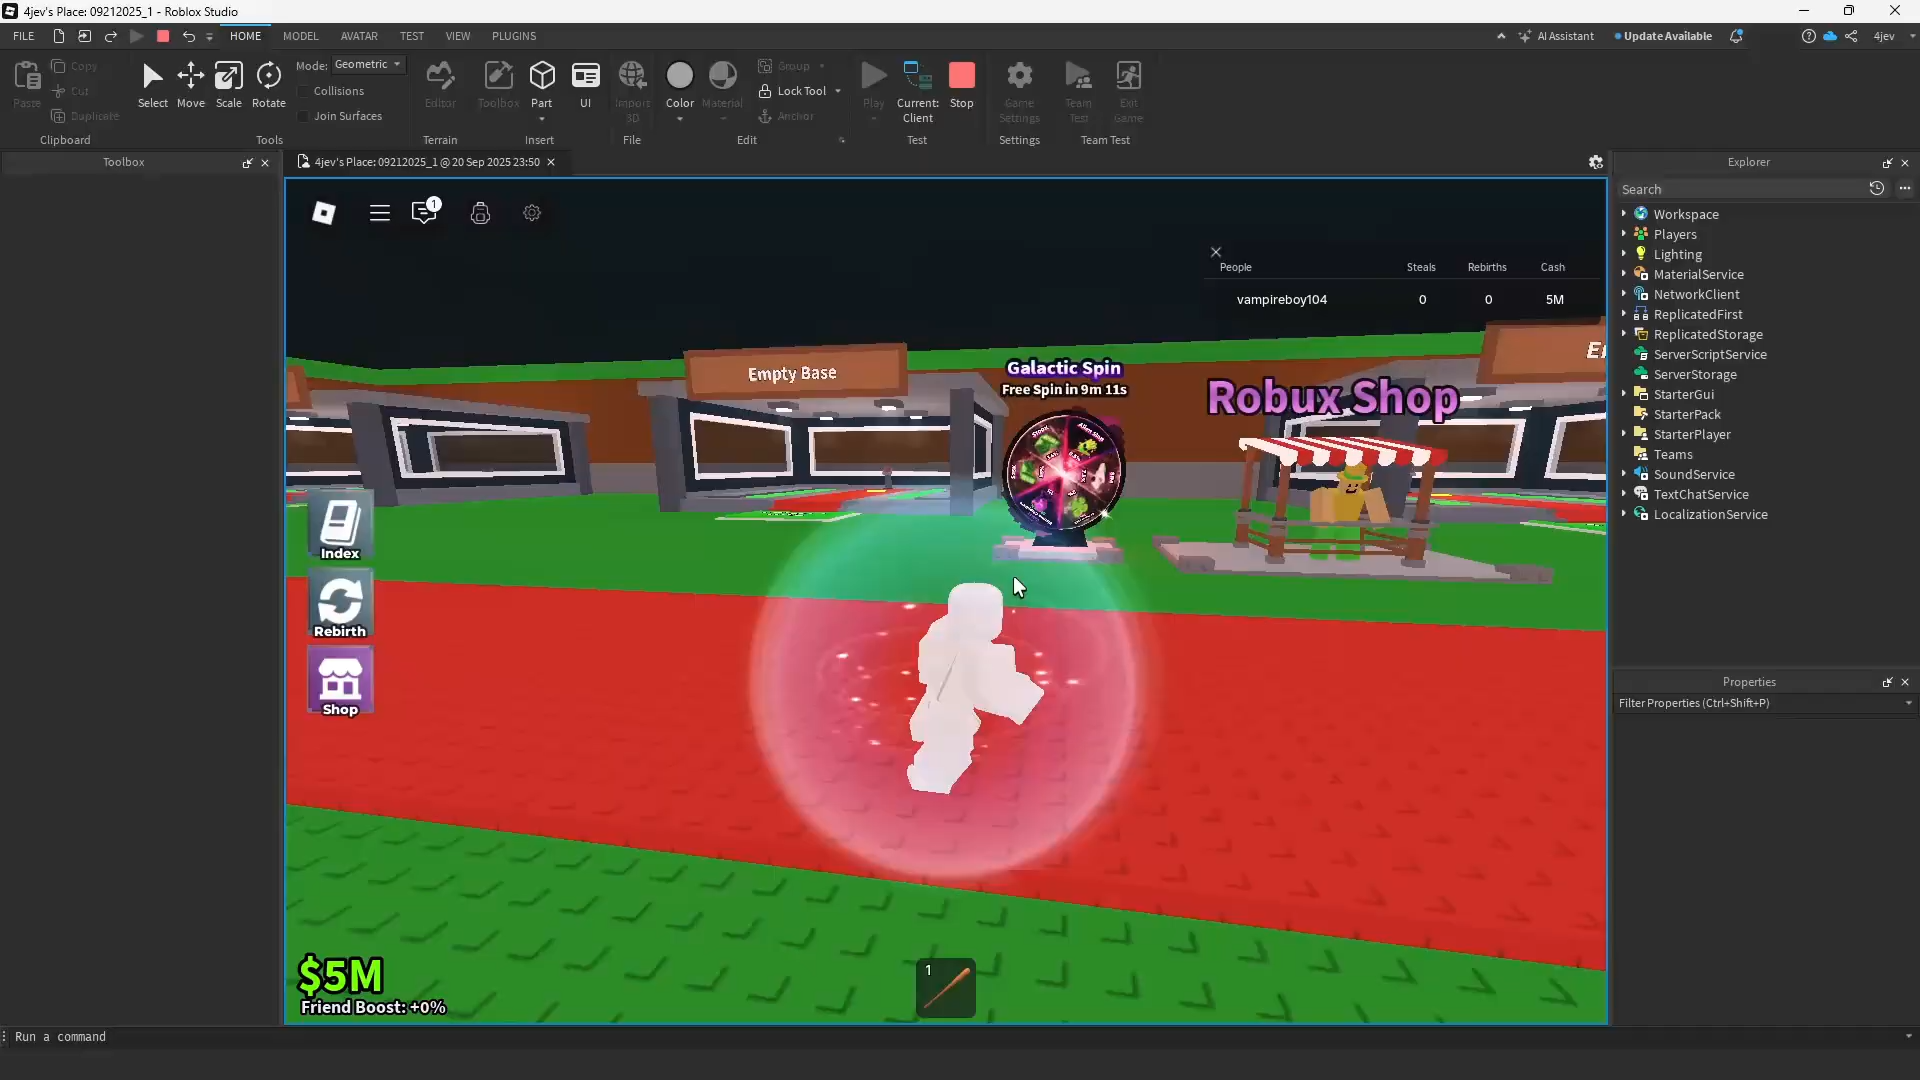 4jev's Place: 09212025_1 - Roblox Studio
FILE
HOME
MODEL
AVATAR
TEST
VIEW
PLUGINS
AI Assistant
Update Available
4jev
Paste
Copy
Cut
Duplicate
Select
Move
Scale
Rotate
Mode:
Geometric
Collisions
Join Surfaces
Editor
Toolbox
Part
UI
Import
3D
Color
Material
Group
Lock Tool
Anchor
Play
Current:
Client
Stop
Game
Settings
Team
Test
Exit
Game
Clipboard
Tools
Terrain
Insert
File
Edit
Test
Settings
Team Test
Toolbox
4jev's Place: 09212025_1 @ 20 Sep 2025 23:50
Explorer
Search
Workspace
Players
Lighting
MaterialService
NetworkClient
ReplicatedFirst
ReplicatedStorage
ServerScriptService
ServerStorage
StarterGui
StarterPack
StarterPlayer
Teams
SoundService
TextChatService
LocalizationService
Properties
Filter Properties (Ctrl+Shift+P)
1
People
Steals
Rebirths
Cash
vampireboy104
0
0
5M
Empty Base
Galactic Spin
Free Spin in 9m 11s
Robux Shop
Index
Rebirth
Shop
$5M
Friend Boost: +0%
1
Run a command